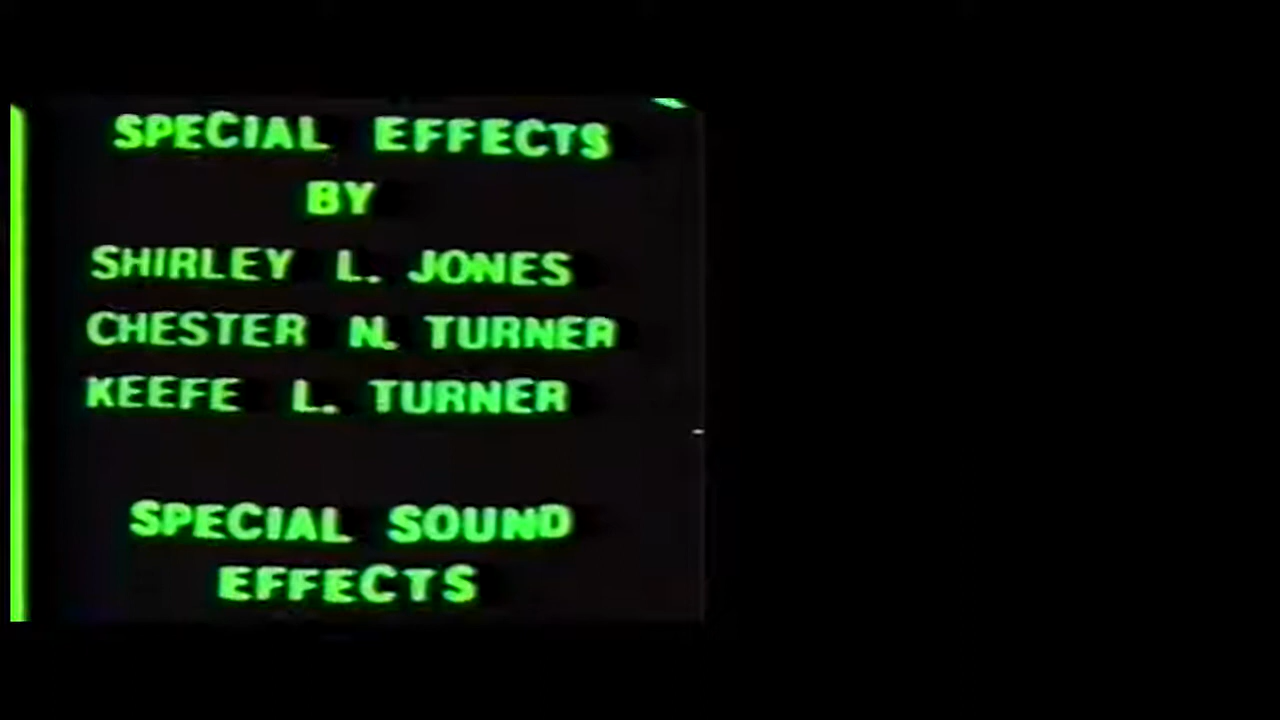 SPECIAL EFFECTS
BY
SHIRLEY L. JONES
CHESTER N. TURNER
KEEFE L. TURNER
SPECIAL SOUND
EFFECTS